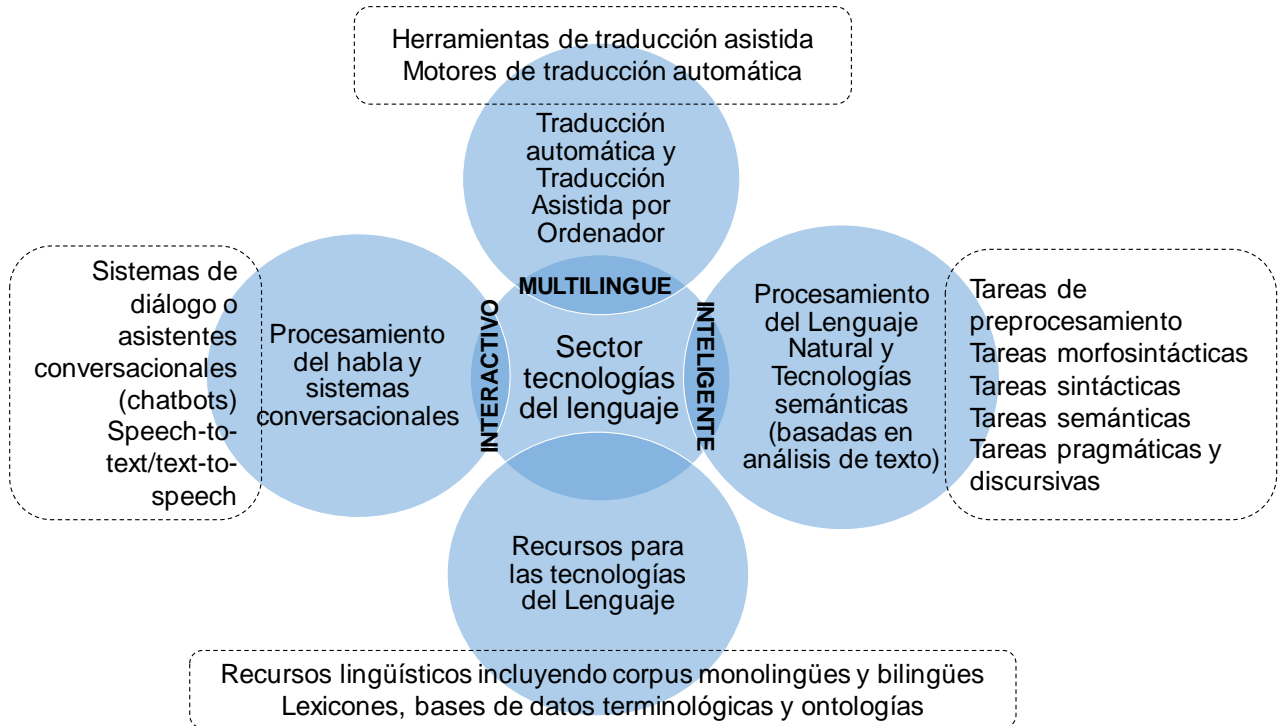 Herramientas de traducción asistida
Motores de traducción automática
Traducción
automática y
Traducción
Asistida por
Ordenador
MULTILINGUE
Sistemas de
diálogo o
asistentes
conversacionales
(chatbots)
Speech-to-
text/text-to-
speech
Procesamiento
del habla y
sistemas
conversacionales
INTERACTIVO
Sector
tecnologías
del lenguaje
INTELIGENTE
Procesamiento
del Lenguaje
Natural y
Tecnologías
semánticas
(basadas en
análisis de texto)
Tareas de
preprocesamiento
Tareas morfosintácticas
Tareas sintácticas
Tareas semánticas
Tareas pragmáticas y
discursivas
Recursos para
las tecnologías
del Lenguaje
Recursos lingüísticos incluyendo corpus monolingües y bilingües
Lexicones, bases de datos terminológicas y ontologías